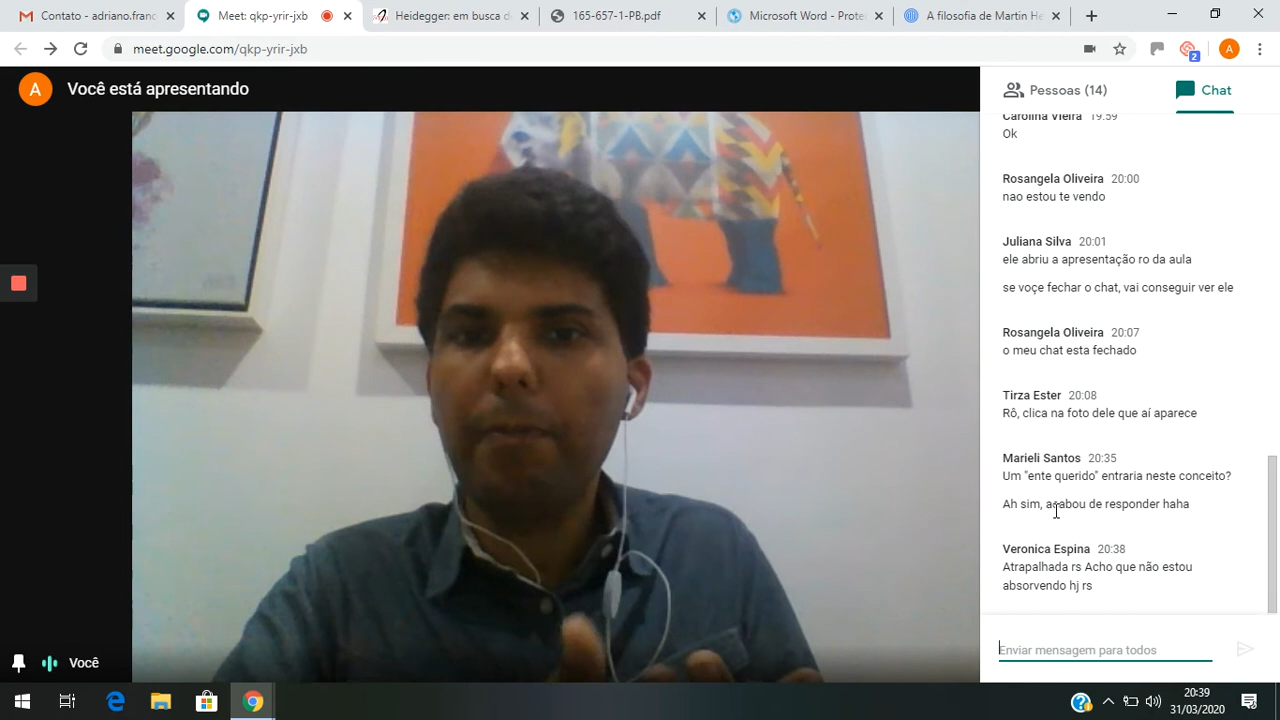 Contato - adriano.franc
Meet: qkp-yrir-jxb
Heidegger: em busca d
165-657-1-PB.pdf
Microsoft Word - Prote
A filosofia de Martin He
meet.google.com/qkp-yrir-jxb
2
A
A
Você está apresentando
Pessoas (14)
Chat
Carolina Vieira 19:59
Ok
Rosangela Oliveira 20:00
nao estou te vendo
Juliana Silva 20:01
ele abriu a apresentação ro da aula
se voçe fechar o chat, vai conseguir ver ele
Rosangela Oliveira 20:07
o meu chat esta fechado
Tirza Ester 20:08
Rô, clica na foto dele que aí aparece
Marieli Santos 20:35
Um "ente querido" entraria neste conceito?
Ah sim, acabou de responder haha
Veronica Espina 20:38
Atrapalhada rs Acho que não estou
absorvendo hj rs
Enviar mensagem para todos
Você
20:39
31/03/2020